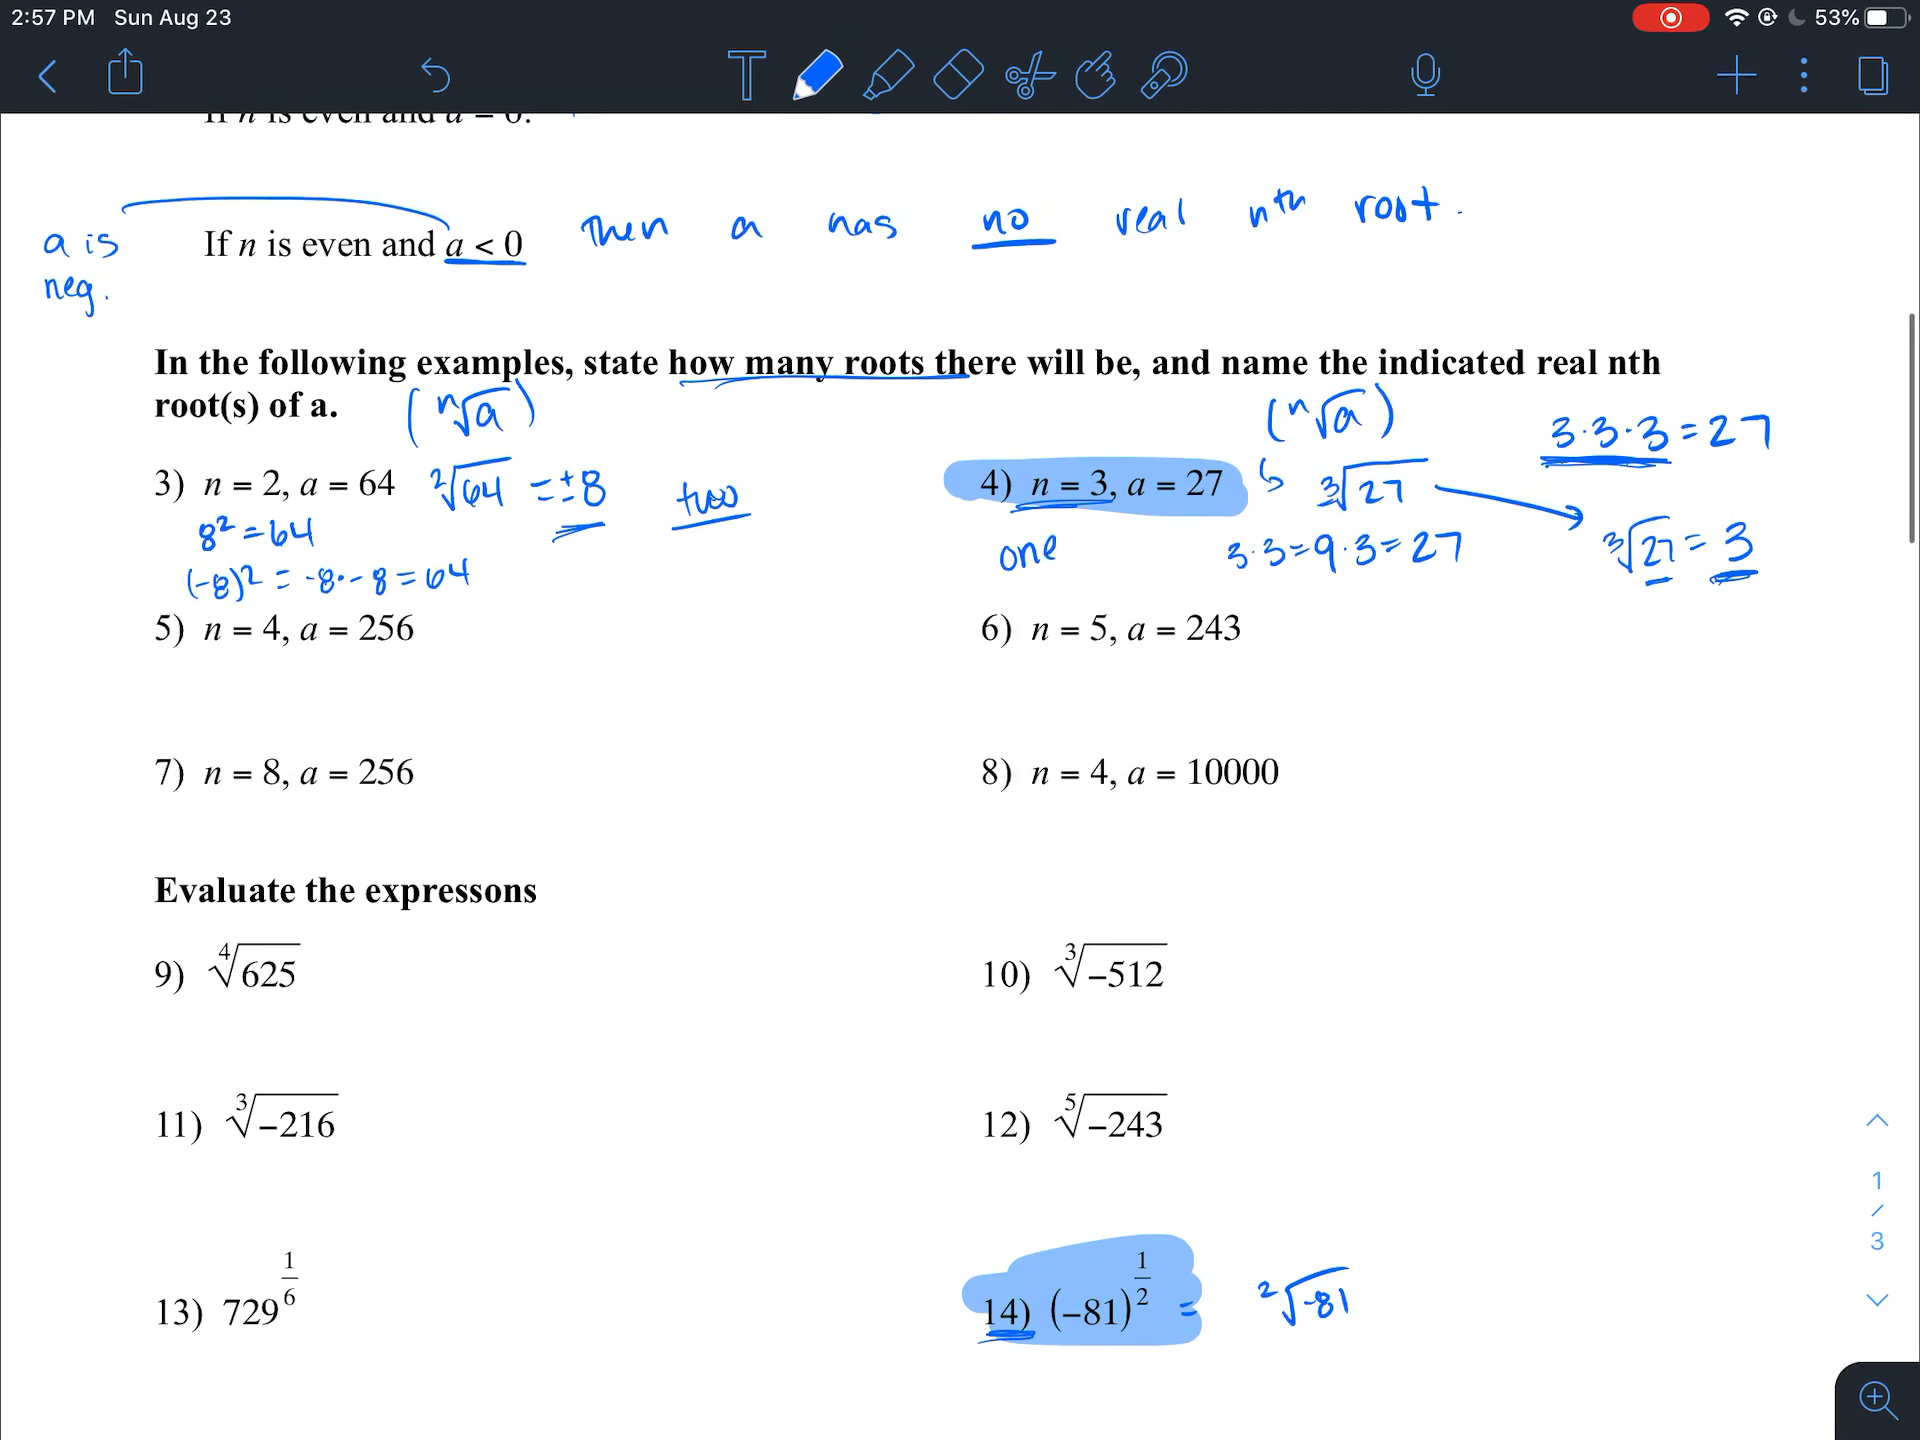 2:57 PM Sun Aug 23
53%
If n is even and a = 0.
a is
neg.
If n is even and a < 0 then a has no real nth root.
In the following examples, state how many roots there will be, and name the indicated real nth
root(s) of a. (ⁿ√a) (ⁿ√a) 3·3·3=27
3) n = 2, a = 64 ²√64 = ±8 two
8² = 64
(-8)² = -8·-8 = 64
4) n = 3, a = 27 ³√27
one 3·3=9·3=27 ³√27 = 3
5) n = 4, a = 256 6) n = 5, a = 243
7) n = 8, a = 256 8) n = 4, a = 10000
Evaluate the expressons
9) ⁴√625 10) ³√−512
11) ³√−216 12) ⁵√−243
13) 729^(1/6) 14) (−81)^(1/2) = ²√-81
1
/
3